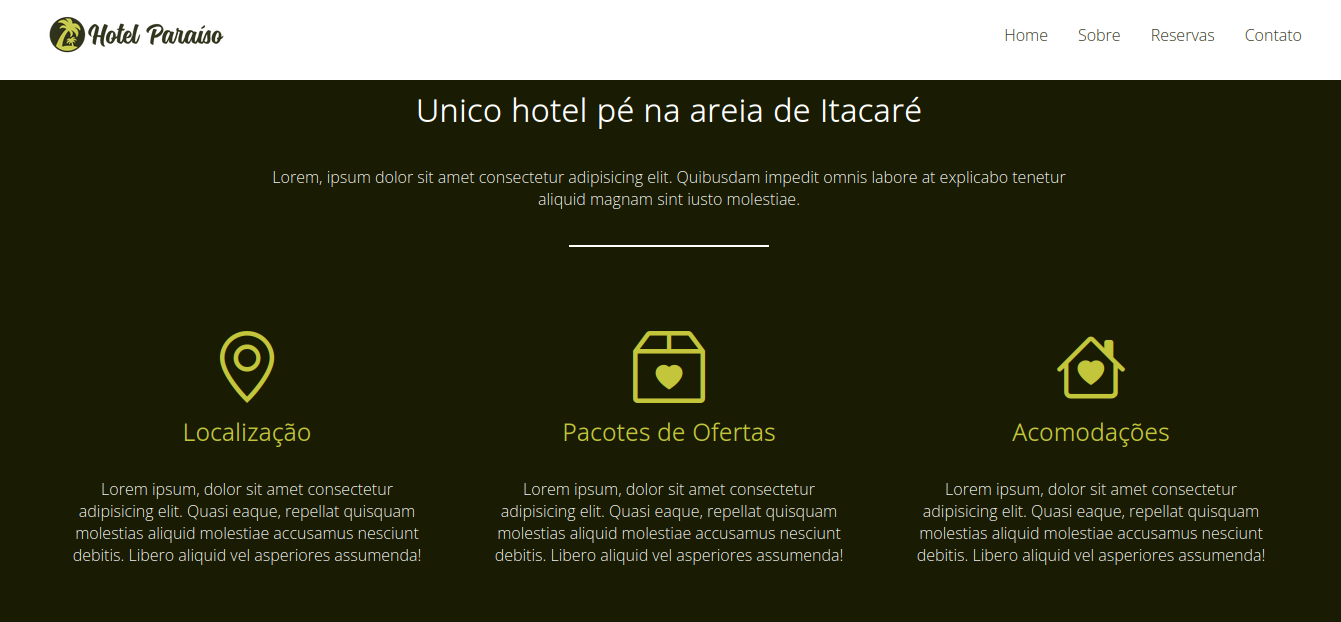 Hotel Paraíso
Home Sobre Reservas Contato
Unico hotel pé na areia de Itacaré
Lorem, ipsum dolor sit amet consectetur adipisicing elit. Quibusdam impedit omnis labore at explicabo tenetur
aliquid magnam sint iusto molestiae.
Localização
Lorem ipsum, dolor sit amet consectetur
adipisicing elit. Quasi eaque, repellat quisquam
molestias aliquid molestiae accusamus nesciunt
debitis. Libero aliquid vel asperiores assumenda!
Pacotes de Ofertas
Lorem ipsum, dolor sit amet consectetur
adipisicing elit. Quasi eaque, repellat quisquam
molestias aliquid molestiae accusamus nesciunt
debitis. Libero aliquid vel asperiores assumenda!
Acomodações
Lorem ipsum, dolor sit amet consectetur
adipisicing elit. Quasi eaque, repellat quisquam
molestias aliquid molestiae accusamus nesciunt
debitis. Libero aliquid vel asperiores assumenda!